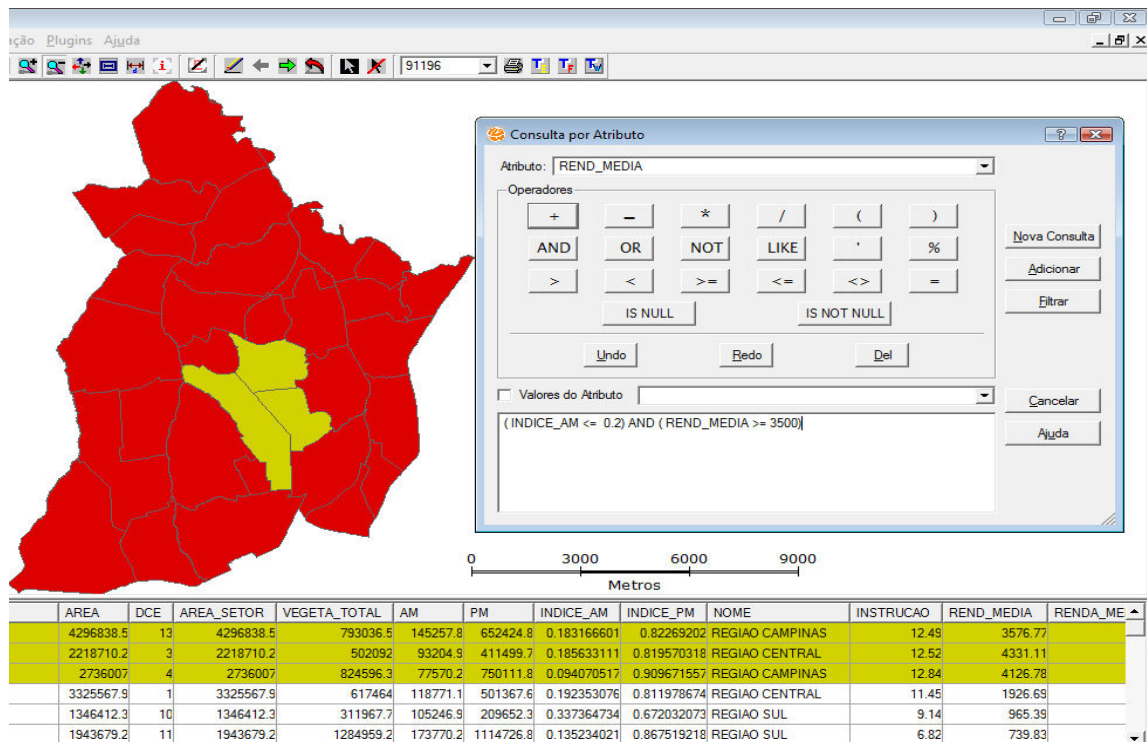 ação Plugins Ajuda
91196
Consulta por Atributo
Atributo: REND_MEDIA
Operadores
+ − * / ( )
AND OR NOT LIKE ' %
> < >= <= <> =
IS NULL IS NOT NULL
Undo Redo Del
Nova Consulta
Adicionar
Filtrar
Valores do Atributo
Cancelar
Ajuda
( INDICE_AM <= 0.2) AND ( REND_MEDIA >= 3500)
0 3000 6000 9000
Metros
AREA DCE AREA_SETOR VEGETA_TOTAL AM PM INDICE_AM INDICE_PM NOME INSTRUCAO REND_MEDIA RENDA_ME
4296838.5 13 4296838.5 793036.5 145257.8 652424.8 0.183166601 0.82269202 REGIAO CAMPINAS 12.49 3576.77
2218710.2 3 2218710.2 502092 93204.9 411499.7 0.185633111 0.819570318 REGIAO CENTRAL 12.52 4331.11
2736007 4 2736007 824596.3 77570.2 750111.8 0.094070517 0.909671557 REGIAO CAMPINAS 12.84 4126.78
3325567.9 1 3325567.9 617464 118771.1 501367.6 0.192353076 0.811978674 REGIAO CENTRAL 11.45 1926.69
1346412.3 10 1346412.3 311967.7 105246.9 209652.3 0.337364734 0.672032073 REGIAO SUL 9.14 965.39
1943679.2 11 1943679.2 1284959.2 173770.2 1114726.8 0.135234021 0.867519218 REGIAO SUL 6.82 739.83